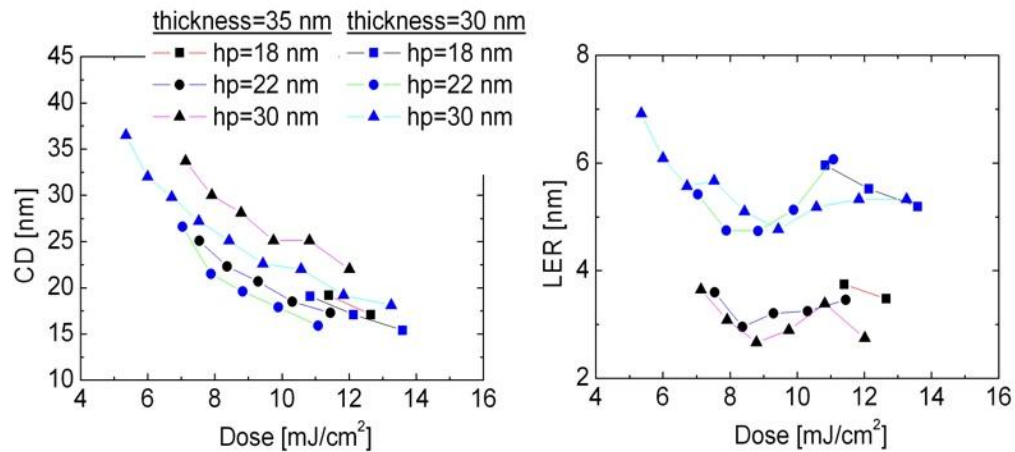 thickness=35 nm thickness=30 nm
hp=18 nm hp=18 nm
hp=22 nm hp=22 nm
hp=30 nm hp=30 nm
45
40
35
30
25
20
15
10
CD [nm]
4 6 8 10 12 14 16
Dose [mJ/cm²]
8
6
4
2
LER [nm]
4 6 8 10 12 14 16
Dose [mJ/cm²]